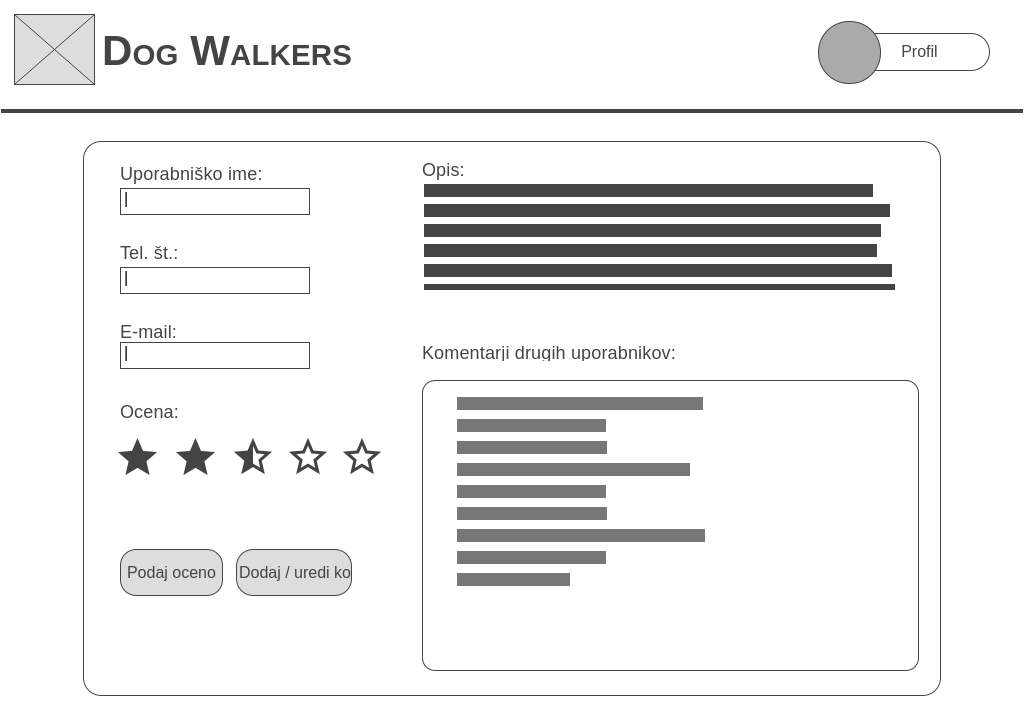 Dog Walkers
Profil
Uporabniško ime:
Tel. št.:
E-mail:
Ocena:
Podaj oceno
Dodaj / uredi ko
Opis:
Komentarji drugih uporabnikov: